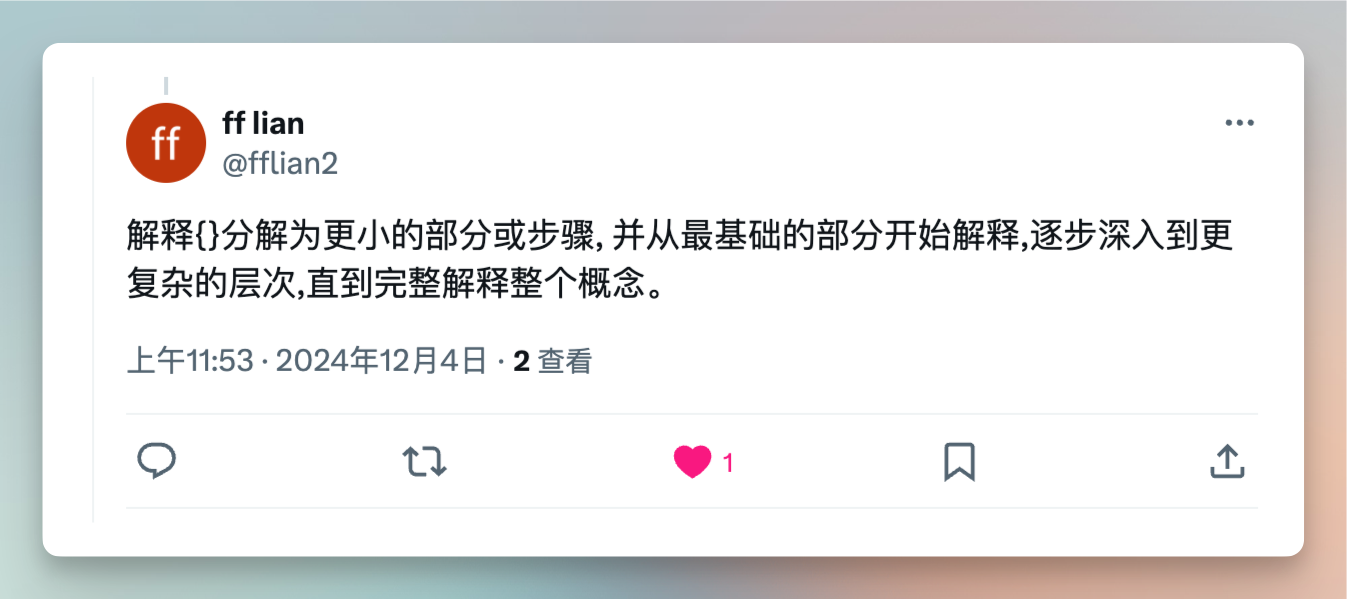 ff
ff lian
@fflian2
解释{}分解为更小的部分或步骤, 并从最基础的部分开始解释,逐步深入到更
复杂的层次,直到完整解释整个概念。
上午11:53 · 2024年12月4日 · 2 查看
1